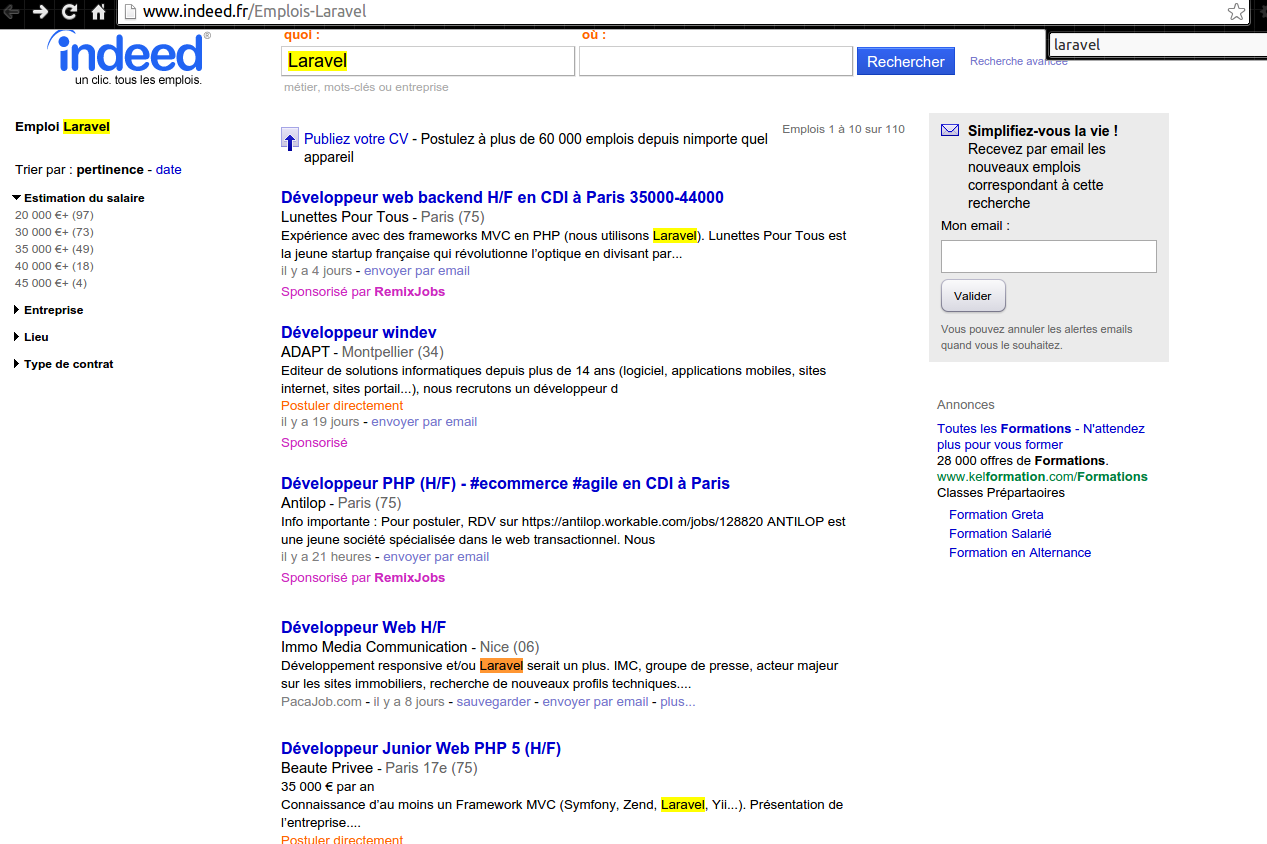 www.indeed.fr/Emplois-Laravel
laravel
quoi :
où :
indeed®
un clic. tous les emplois.
Laravel
Rechercher
Recherche avancée
métier, mots-clés ou entreprise
Emploi Laravel
Trier par : pertinence - date
Estimation du salaire
20 000 €+ (97)
30 000 €+ (73)
35 000 €+ (49)
40 000 €+ (18)
45 000 €+ (4)
Entreprise
Lieu
Type de contrat
Publiez votre CV - Postulez à plus de 60 000 emplois depuis nimporte quel
appareil
Emplois 1 à 10 sur 110
Développeur web backend H/F en CDI à Paris 35000-44000
Lunettes Pour Tous - Paris (75)
Expérience avec des frameworks MVC en PHP (nous utilisons Laravel). Lunettes Pour Tous est
la jeune startup française qui révolutionne l'optique en divisant par...
il y a 4 jours - envoyer par email
Sponsorisé par RemixJobs
Développeur windev
ADAPT - Montpellier (34)
Editeur de solutions informatiques depuis plus de 14 ans (logiciel, applications mobiles, sites
internet, sites portail...), nous recrutons un développeur d
Postuler directement
il y a 19 jours - envoyer par email
Sponsorisé
Développeur PHP (H/F) - #ecommerce #agile en CDI à Paris
Antilop - Paris (75)
Info importante : Pour postuler, RDV sur https://antilop.workable.com/jobs/128820 ANTILOP est
une jeune société spécialisée dans le web transactionnel. Nous
il y a 21 heures - envoyer par email
Sponsorisé par RemixJobs
Développeur Web H/F
Immo Media Communication - Nice (06)
Développement responsive et/ou Laravel serait un plus. IMC, groupe de presse, acteur majeur
sur les sites immobiliers, recherche de nouveaux profils techniques....
PacaJob.com - il y a 8 jours - sauvegarder - envoyer par email - plus...
Développeur Junior Web PHP 5 (H/F)
Beaute Privee - Paris 17e (75)
35 000 € par an
Connaissance d'au moins un Framework MVC (Symfony, Zend, Laravel, Yii...). Présentation de
l'entreprise....
Postuler directement
Simplifiez-vous la vie !
Recevez par email les
nouveaux emplois
correspondant à cette
recherche
Mon email :
Valider
Vous pouvez annuler les alertes emails
quand vous le souhaitez.
Annonces
Toutes les Formations - N'attendez
plus pour vous former
28 000 offres de Formations.
www.kelformation.com/Formations
Classes Prépartaoires
Formation Greta
Formation Salarié
Formation en Alternance